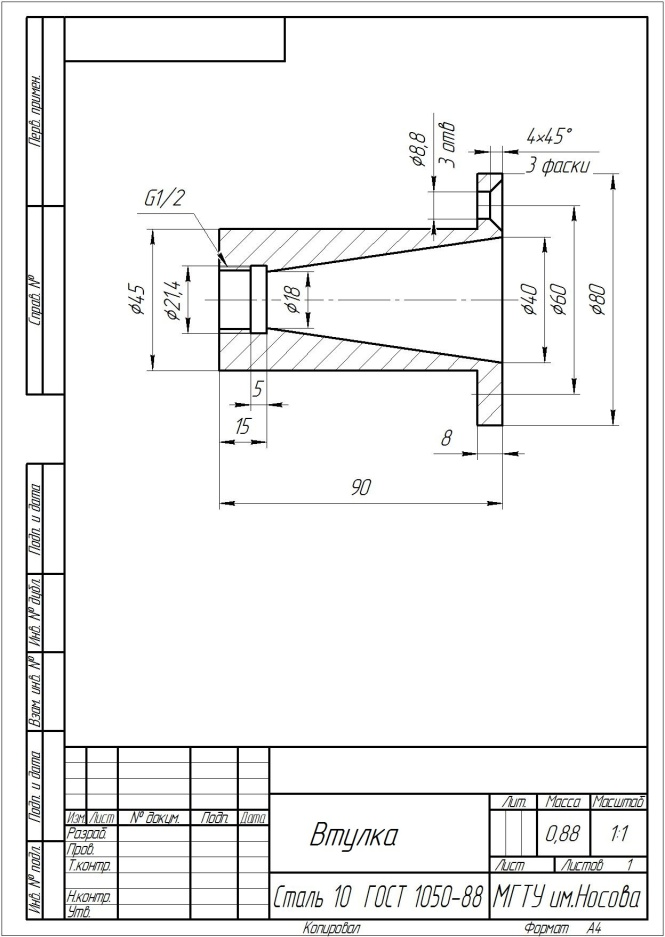 Перв. примен.
Справ. №
Подп. и дата
Инв. № дубл.
Взам. инв. №
Подп. и дата
Инв. № подл.
4×45°
3 фаски
⌀8,8
3 отв
G1/2
⌀45
⌀21,4
⌀18
⌀40
⌀60
⌀80
5
15
8
90
Изм. Лист № докум. Подп. Дата
Разраб.
Пров.
Т.контр.
Н.контр.
Утв.
Втулка
Лит. Масса Масштаб
0,88 1:1
Лист Листов 1
Сталь 10 ГОСТ 1050-88
МГТУ им.Носова
Копировал Формат А4